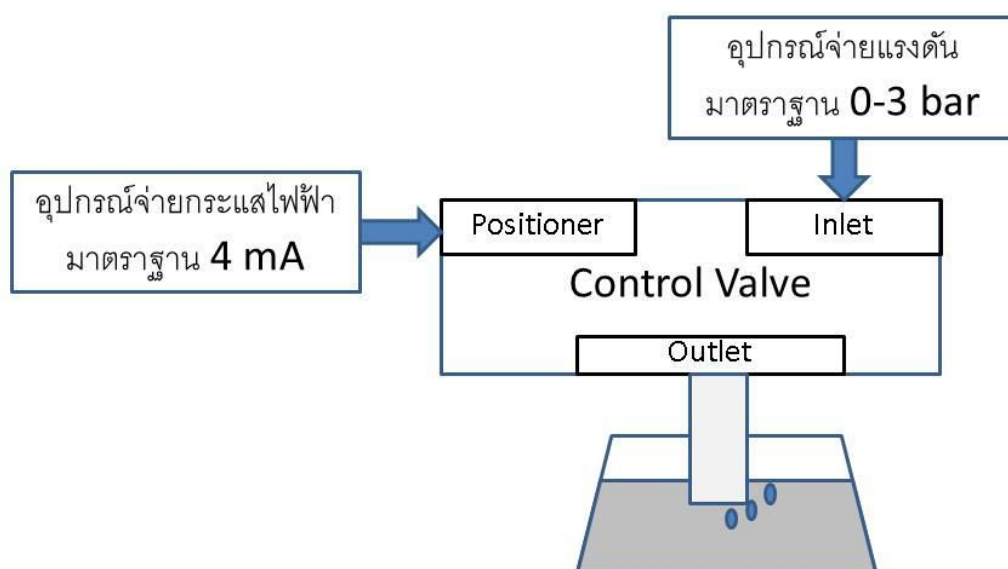 อุปกรณ์จ่ายแรงดัน
มาตราฐาน 0-3 bar
อุปกรณ์จ่ายกระแสไฟฟ้า
มาตราฐาน 4 mA
Positioner
Inlet
Control Valve
Outlet